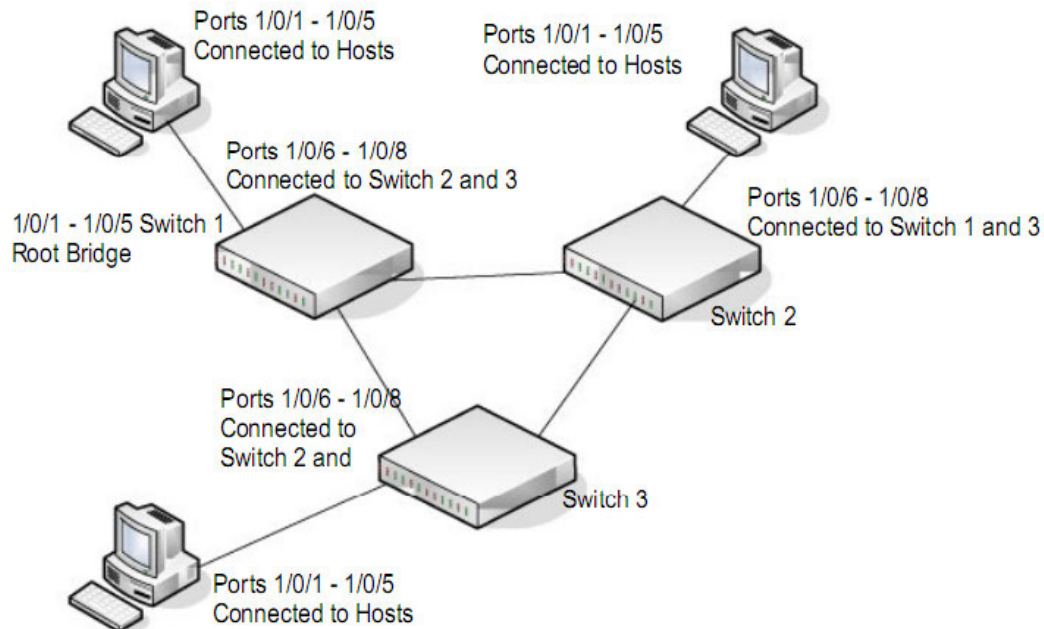 Ports 1/0/1 - 1/0/5
Connected to Hosts
Ports 1/0/1 - 1/0/5
Connected to Hosts
Ports 1/0/6 - 1/0/8
Connected to Switch 2 and 3
Ports 1/0/6 - 1/0/8
Connected to Switch 1 and 3
1/0/1 - 1/0/5 Switch 1
Root Bridge
Switch 2
Ports 1/0/6 - 1/0/8
Connected to
Switch 2 and
Switch 3
Ports 1/0/1 - 1/0/5
Connected to Hosts